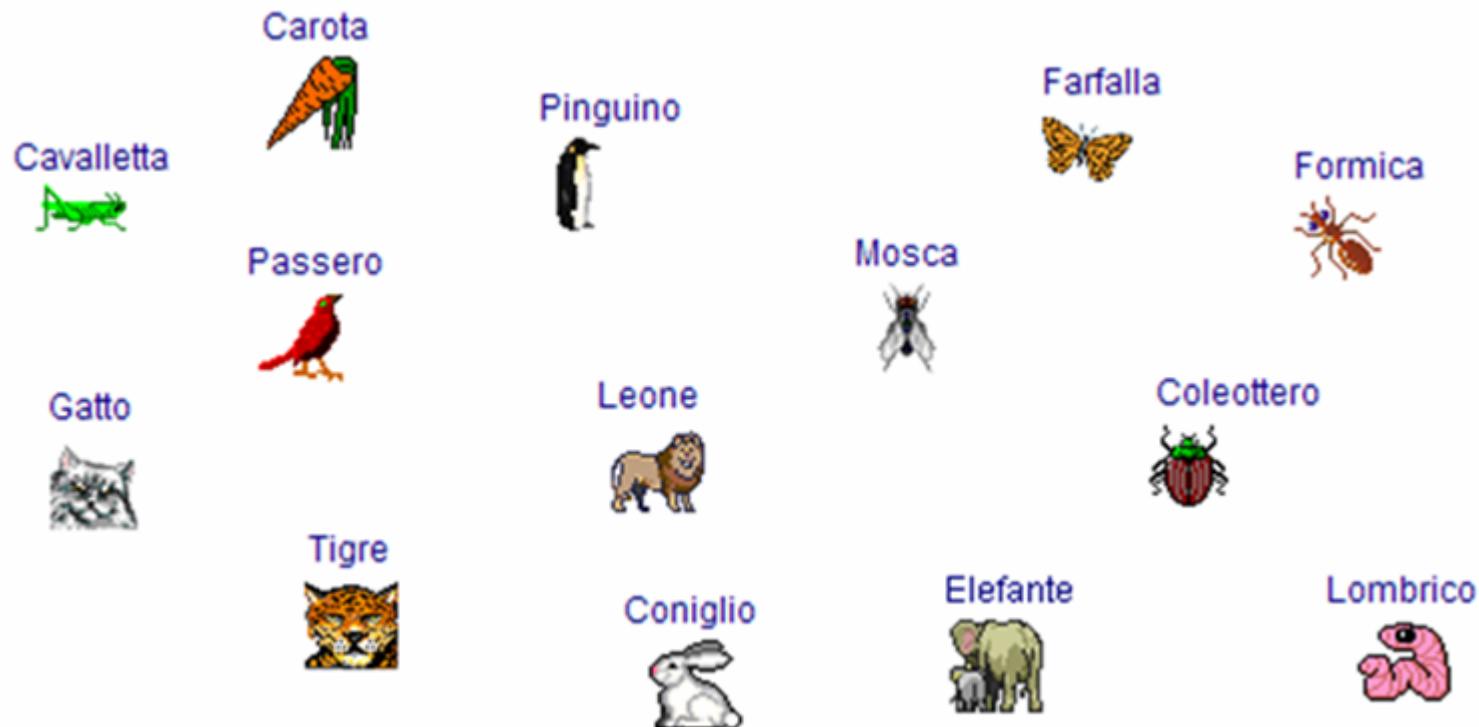 Carota
Pinguino
Farfalla
Cavalletta
Formica
Passero
Mosca
Gatto
Leone
Coleottero
Tigre
Coniglio
Elefante
Lombrico